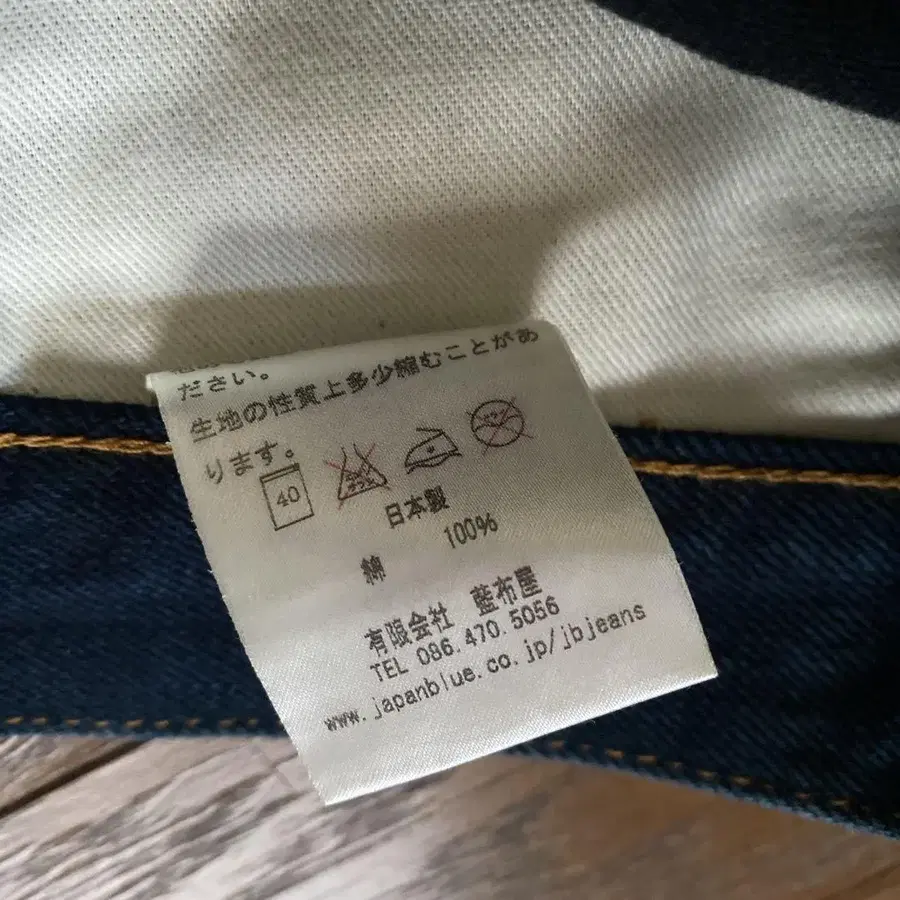 ださい。
生地の性質上多少縮むことがあ
ります。
40
日本製
綿 100%
有限会社 藍布屋
TEL 086.470.5056
www.japanblue.co.jp/jbjeans